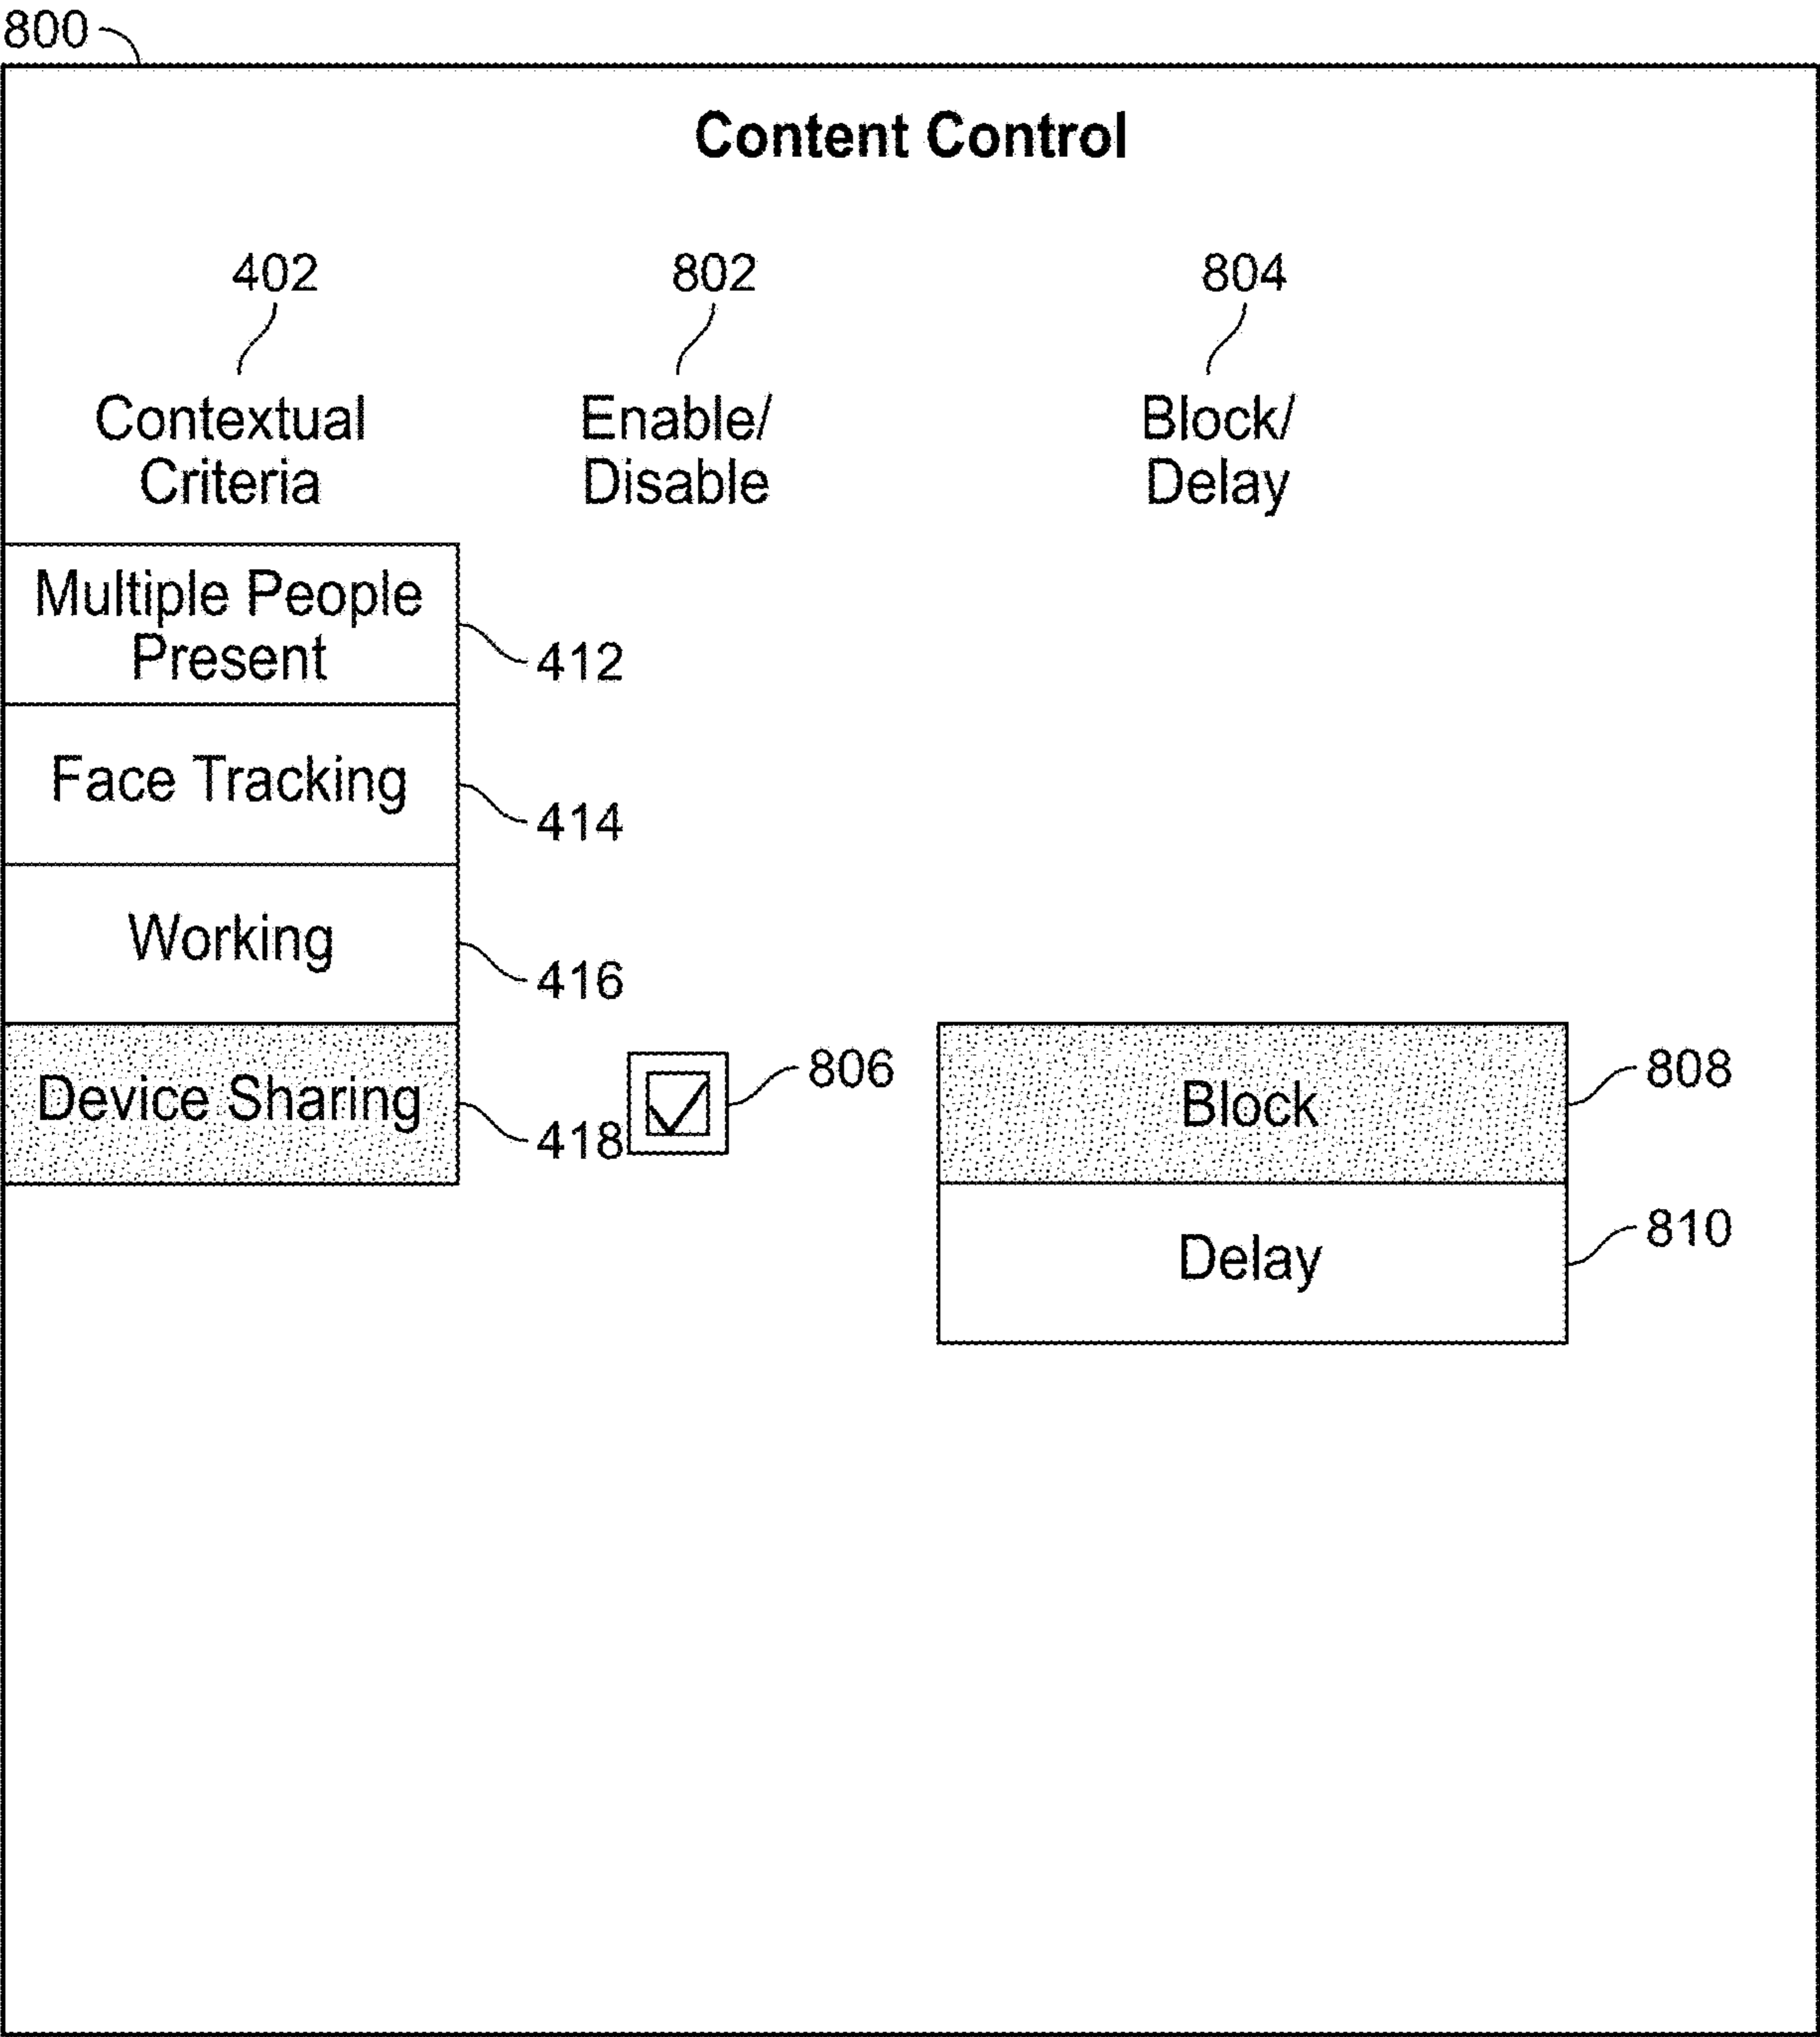 800
Content Control
402
802
804
Contextual
Criteria
Enable/
Disable
Block/
Delay
Multiple People
Present
412
Face Tracking
414
Working
416
Device Sharing
418
806
Block
808
Delay
810